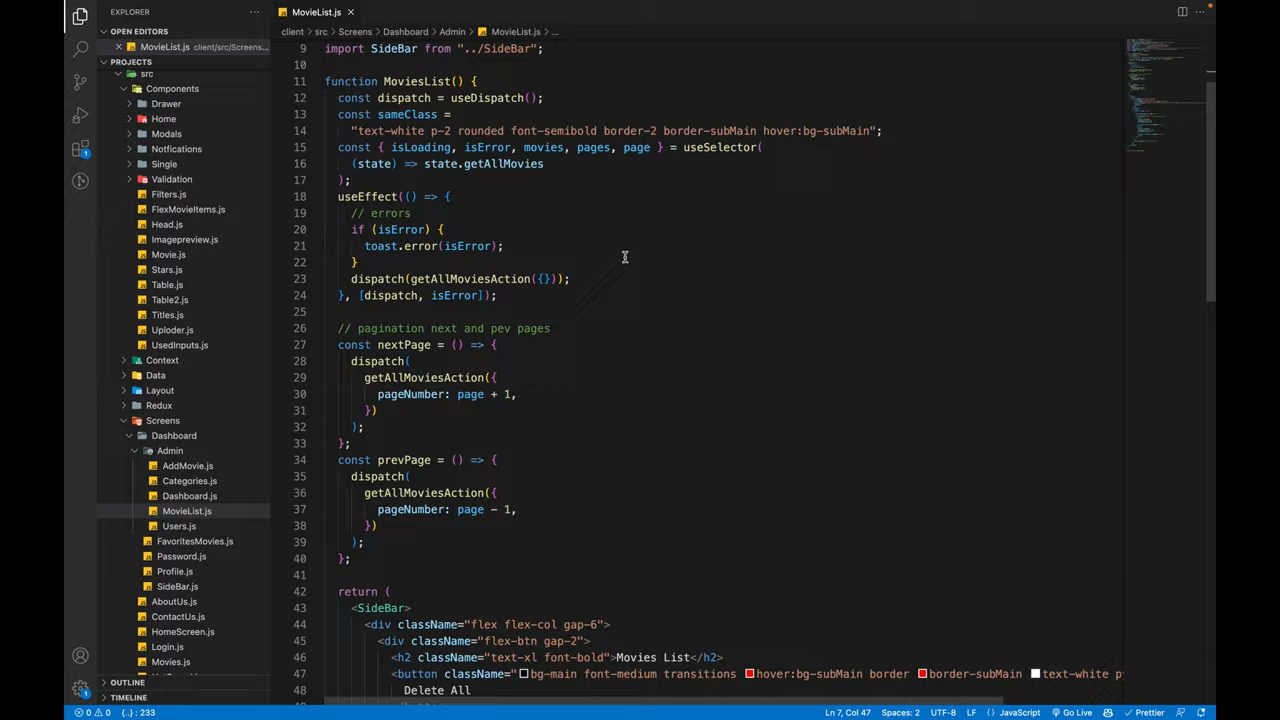 EXPLORER
OPEN EDITORS
MovieList.js client/src/Screens...
PROJECTS
src
Components
Drawer
Home
Modals
Notfications
Single
Validation
Filters.js
FlexMovieItems.js
Head.js
Imagepreview.js
Movie.js
Stars.js
Table.js
Table2.js
Titles.js
Uploder.js
UsedInputs.js
Context
Data
Layout
Redux
Screens
Dashboard
Admin
AddMovie.js
Categories.js
Dashboard.js
MovieList.js
Users.js
FavoritesMovies.js
Password.js
Profile.js
SideBar.js
AboutUs.js
ContactUs.js
HomeScreen.js
Login.js
Movies.js
OUTLINE
TIMELINE
MovieList.js
client > src > Screens > Dashboard > Admin > MovieList.js > ...
9 import SideBar from "../SideBar";
10
11 function MoviesList() {
12 const dispatch = useDispatch();
13 const sameClass =
14 "text-white p-2 rounded font-semibold border-2 border-subMain hover:bg-subMain";
15 const { isLoading, isError, movies, pages, page } = useSelector(
16 (state) => state.getAllMovies
17 );
18 useEffect(() => {
19 // errors
20 if (isError) {
21 toast.error(isError);
22 }
23 dispatch(getAllMoviesAction({}));
24 }, [dispatch, isError]);
25
26 // pagination next and pev pages
27 const nextPage = () => {
28 dispatch(
29 getAllMoviesAction({
30 pageNumber: page + 1,
31 })
32 );
33 };
34 const prevPage = () => {
35 dispatch(
36 getAllMoviesAction({
37 pageNumber: page - 1,
38 })
39 );
40 };
41
42 return (
43 <SideBar>
44 <div className="flex flex-col gap-6">
45 <div className="flex-btn gap-2">
46 <h2 className="text-xl font-bold">Movies List</h2>
47 <button className="bg-main font-medium transitions hover:bg-subMain border border-subMain text-white py
48 Delete All
0 0 {..} : 233 Ln 7, Col 47 Spaces: 2 UTF-8 LF {} JavaScript Go Live Prettier